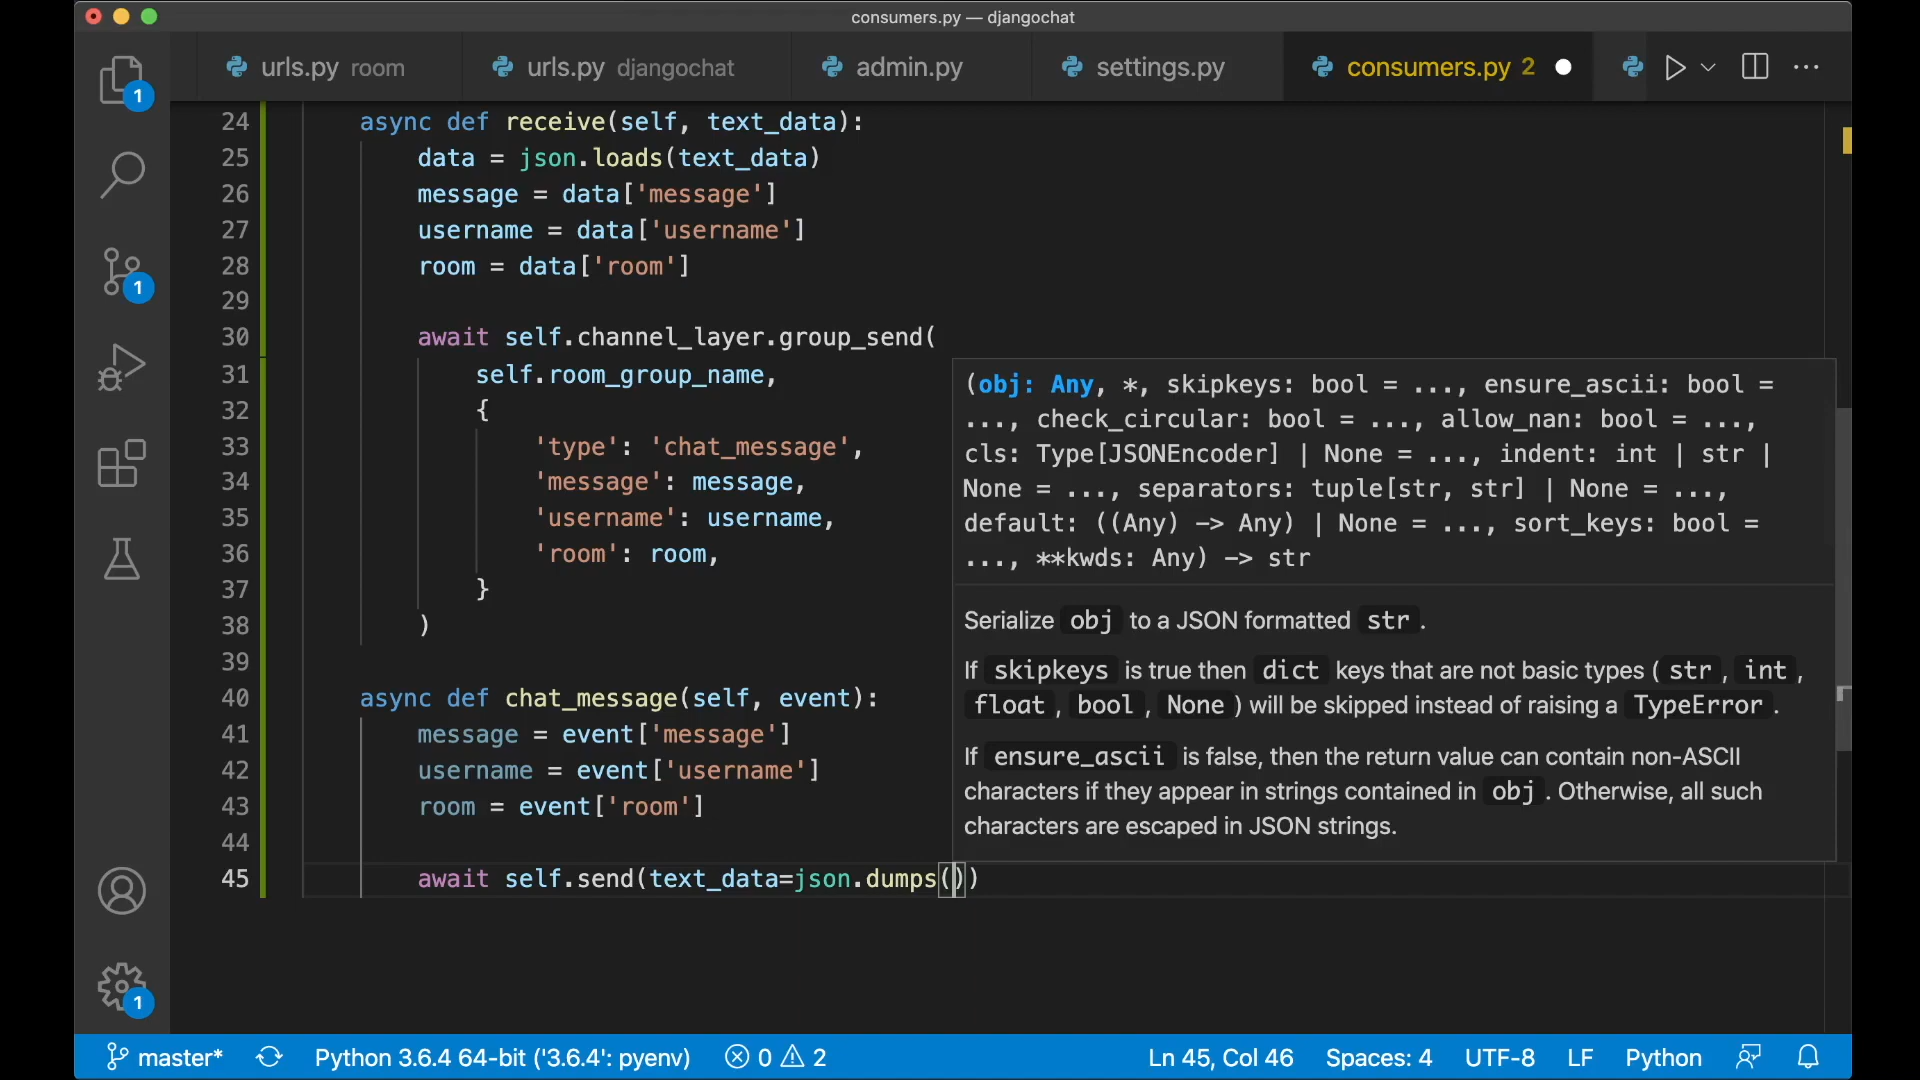 consumers.py — djangochat
urls.py room
urls.py djangochat
admin.py
settings.py
consumers.py 2
1
1
1
24 async def receive(self, text_data):
25 data = json.loads(text_data)
26 message = data['message']
27 username = data['username']
28 room = data['room']
29
30 await self.channel_layer.group_send(
31 self.room_group_name,
32 {
33 'type': 'chat_message',
34 'message': message,
35 'username': username,
36 'room': room,
37 }
38 )
39
40 async def chat_message(self, event):
41 message = event['message']
42 username = event['username']
43 room = event['room']
44
45 await self.send(text_data=json.dumps())
(obj: Any, *, skipkeys: bool = ..., ensure_ascii: bool =
..., check_circular: bool = ..., allow_nan: bool = ...,
cls: Type[JSONEncoder] | None = ..., indent: int | str |
None = ..., separators: tuple[str, str] | None = ...,
default: ((Any) -> Any) | None = ..., sort_keys: bool =
..., **kwds: Any) -> str
Serialize obj to a JSON formatted str.
If skipkeys is true then dict keys that are not basic types (str, int,
float, bool, None) will be skipped instead of raising a TypeError.
If ensure_ascii is false, then the return value can contain non-ASCII
characters if they appear in strings contained in obj. Otherwise, all such
characters are escaped in JSON strings.
master* Python 3.6.4 64-bit ('3.6.4': pyenv) 0 2 Ln 45, Col 46 Spaces: 4 UTF-8 LF Python